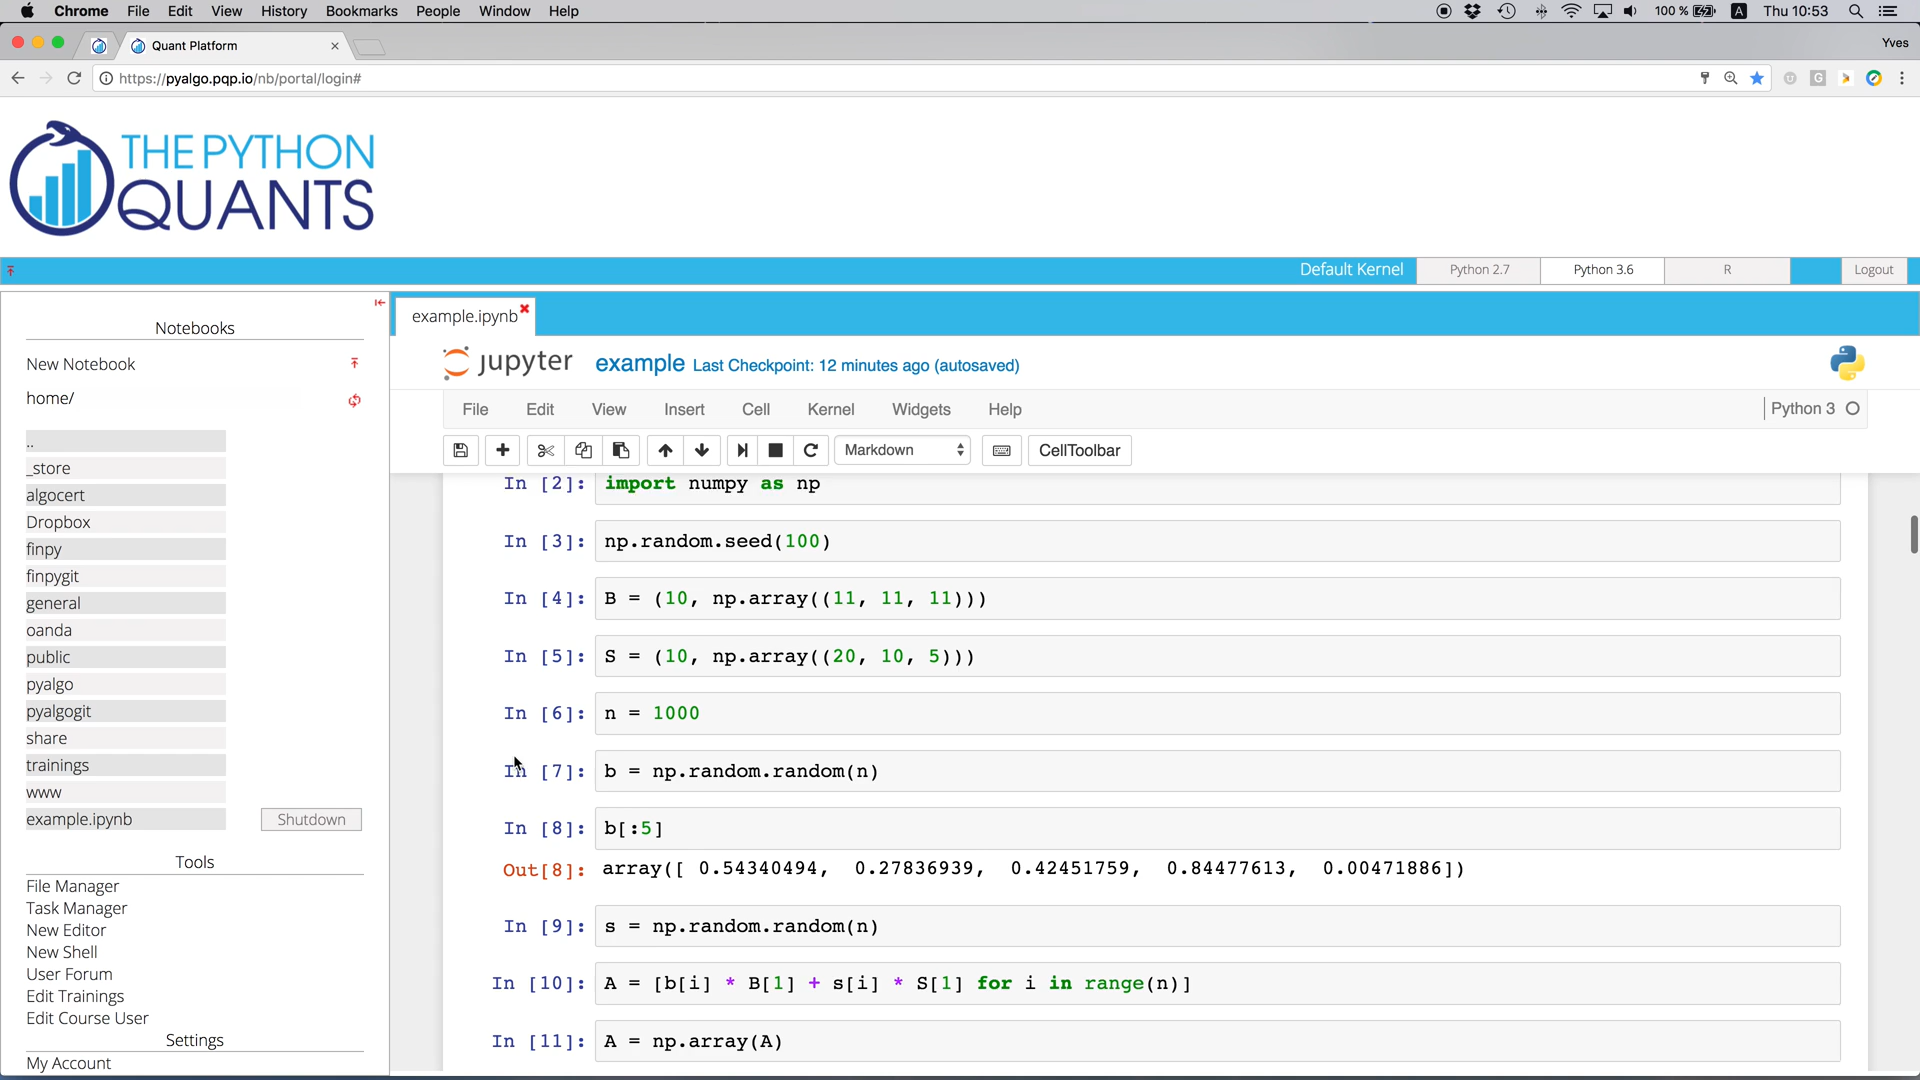 Chrome File Edit View History Bookmarks People Window Help 100 % A Thu 10:53
Quant Platform Yves
https://pyalgo.pqp.io/nb/portal/login#
THE PYTHON
QUANTS
Default Kernel Python 2.7 Python 3.6 R Logout
example.ipynb
Notebooks
New Notebook
home/
..
_store
algocert
Dropbox
finpy
finpygit
general
oanda
public
pyalgo
pyalgogit
share
trainings
www
example.ipynb Shutdown
Tools
File Manager
Task Manager
New Editor
New Shell
User Forum
Edit Trainings
Edit Course User
Settings
My Account
jupyter example Last Checkpoint: 12 minutes ago (autosaved)
File Edit View Insert Cell Kernel Widgets Help Python 3
Markdown CellToolbar
In [2]: import numpy as np
In [3]: np.random.seed(100)
In [4]: B = (10, np.array((11, 11, 11)))
In [5]: S = (10, np.array((20, 10, 5)))
In [6]: n = 1000
In [7]: b = np.random.random(n)
In [8]: b[:5]
Out[8]: array([ 0.54340494, 0.27836939, 0.42451759, 0.84477613, 0.00471886])
In [9]: s = np.random.random(n)
In [10]: A = [b[i] * B[1] + s[i] * S[1] for i in range(n)]
In [11]: A = np.array(A)